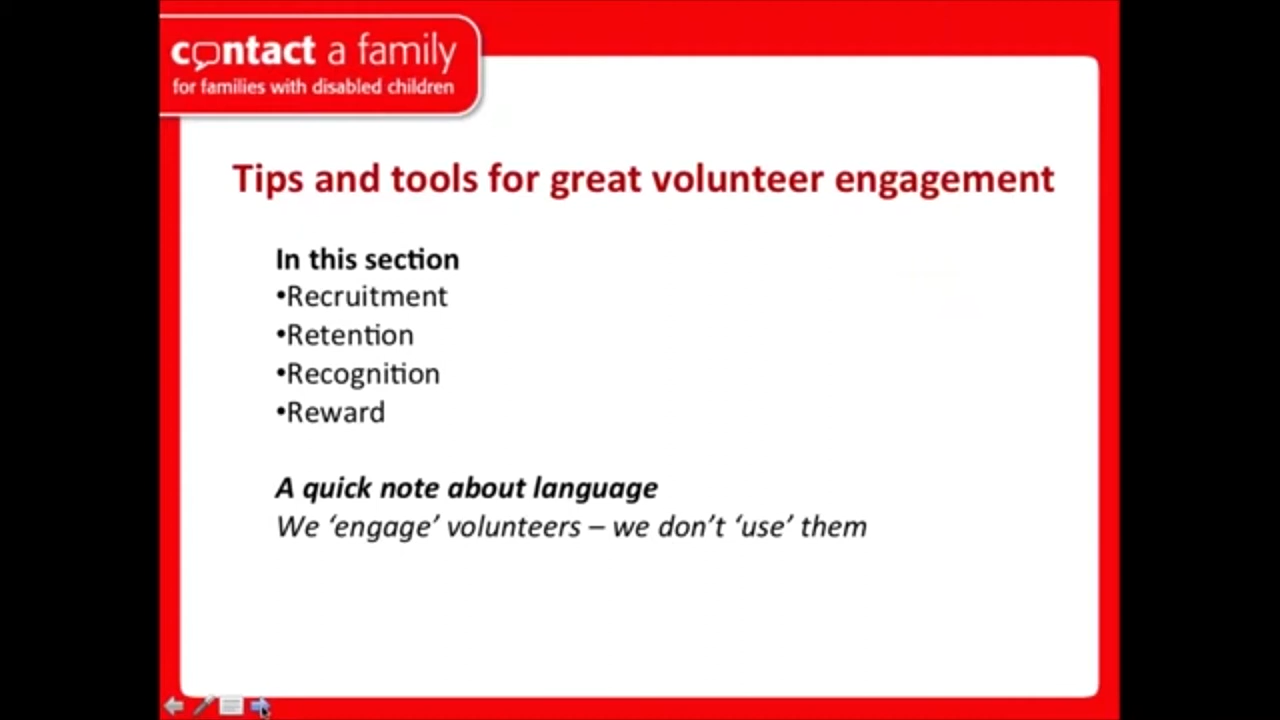 contact a family
for families with disabled children
Tips and tools for great volunteer engagement
In this section
•Recruitment
•Retention
•Recognition
•Reward
A quick note about language
We ‘engage’ volunteers – we don’t ‘use’ them